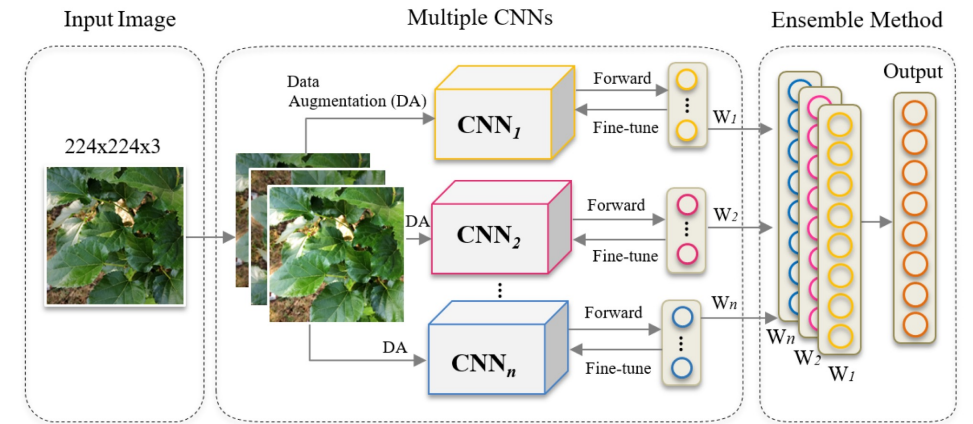 Input Image
Multiple CNNs
Ensemble Method
224x224x3
Data
Augmentation (DA)
CNN1
Forward
Fine-tune
W1
DA
CNN2
Forward
Fine-tune
W2
DA
CNNn
Forward
Fine-tune
Wn
Output
Wn
W2
W1